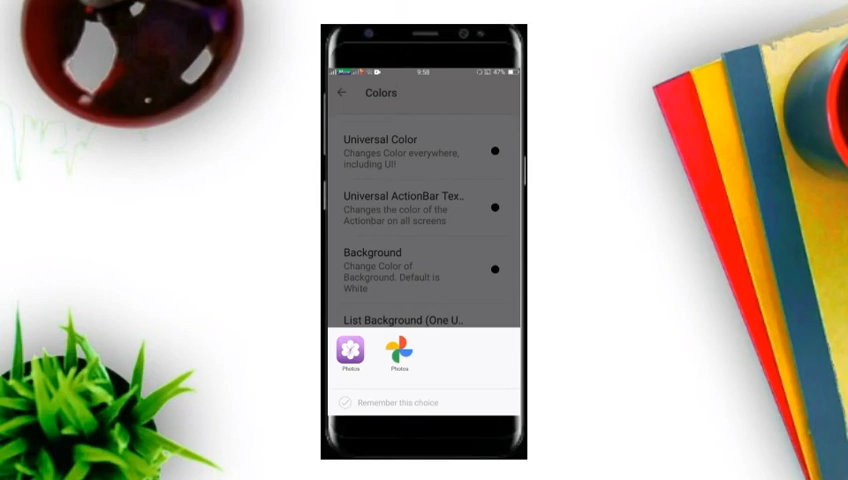 9:58
47%
Colors
Universal Color
Changes Color everywhere,
including UI!
Universal ActionBar Tex..
Changes the color of the
Actionbar on all screens
Background
Change Color of
Background. Default is
White
List Background (One U..
Photos
Photos
Remember this choice